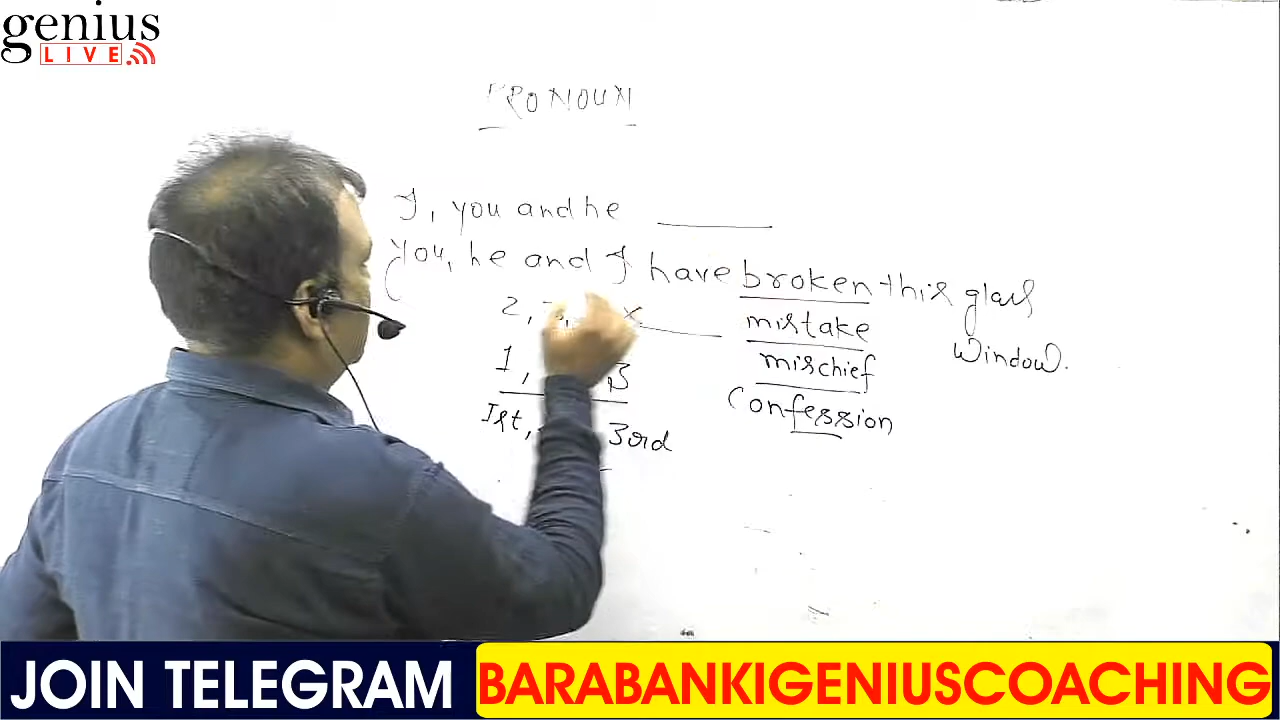 genius
LIVE
PRONOUN
I, you and he
You, he and I have broken this glass
2,
mistake
window.
1, ,3
mischief
Ist, 3rd
Confession
JOIN TELEGRAM BARABANKIGENIUSCOACHING